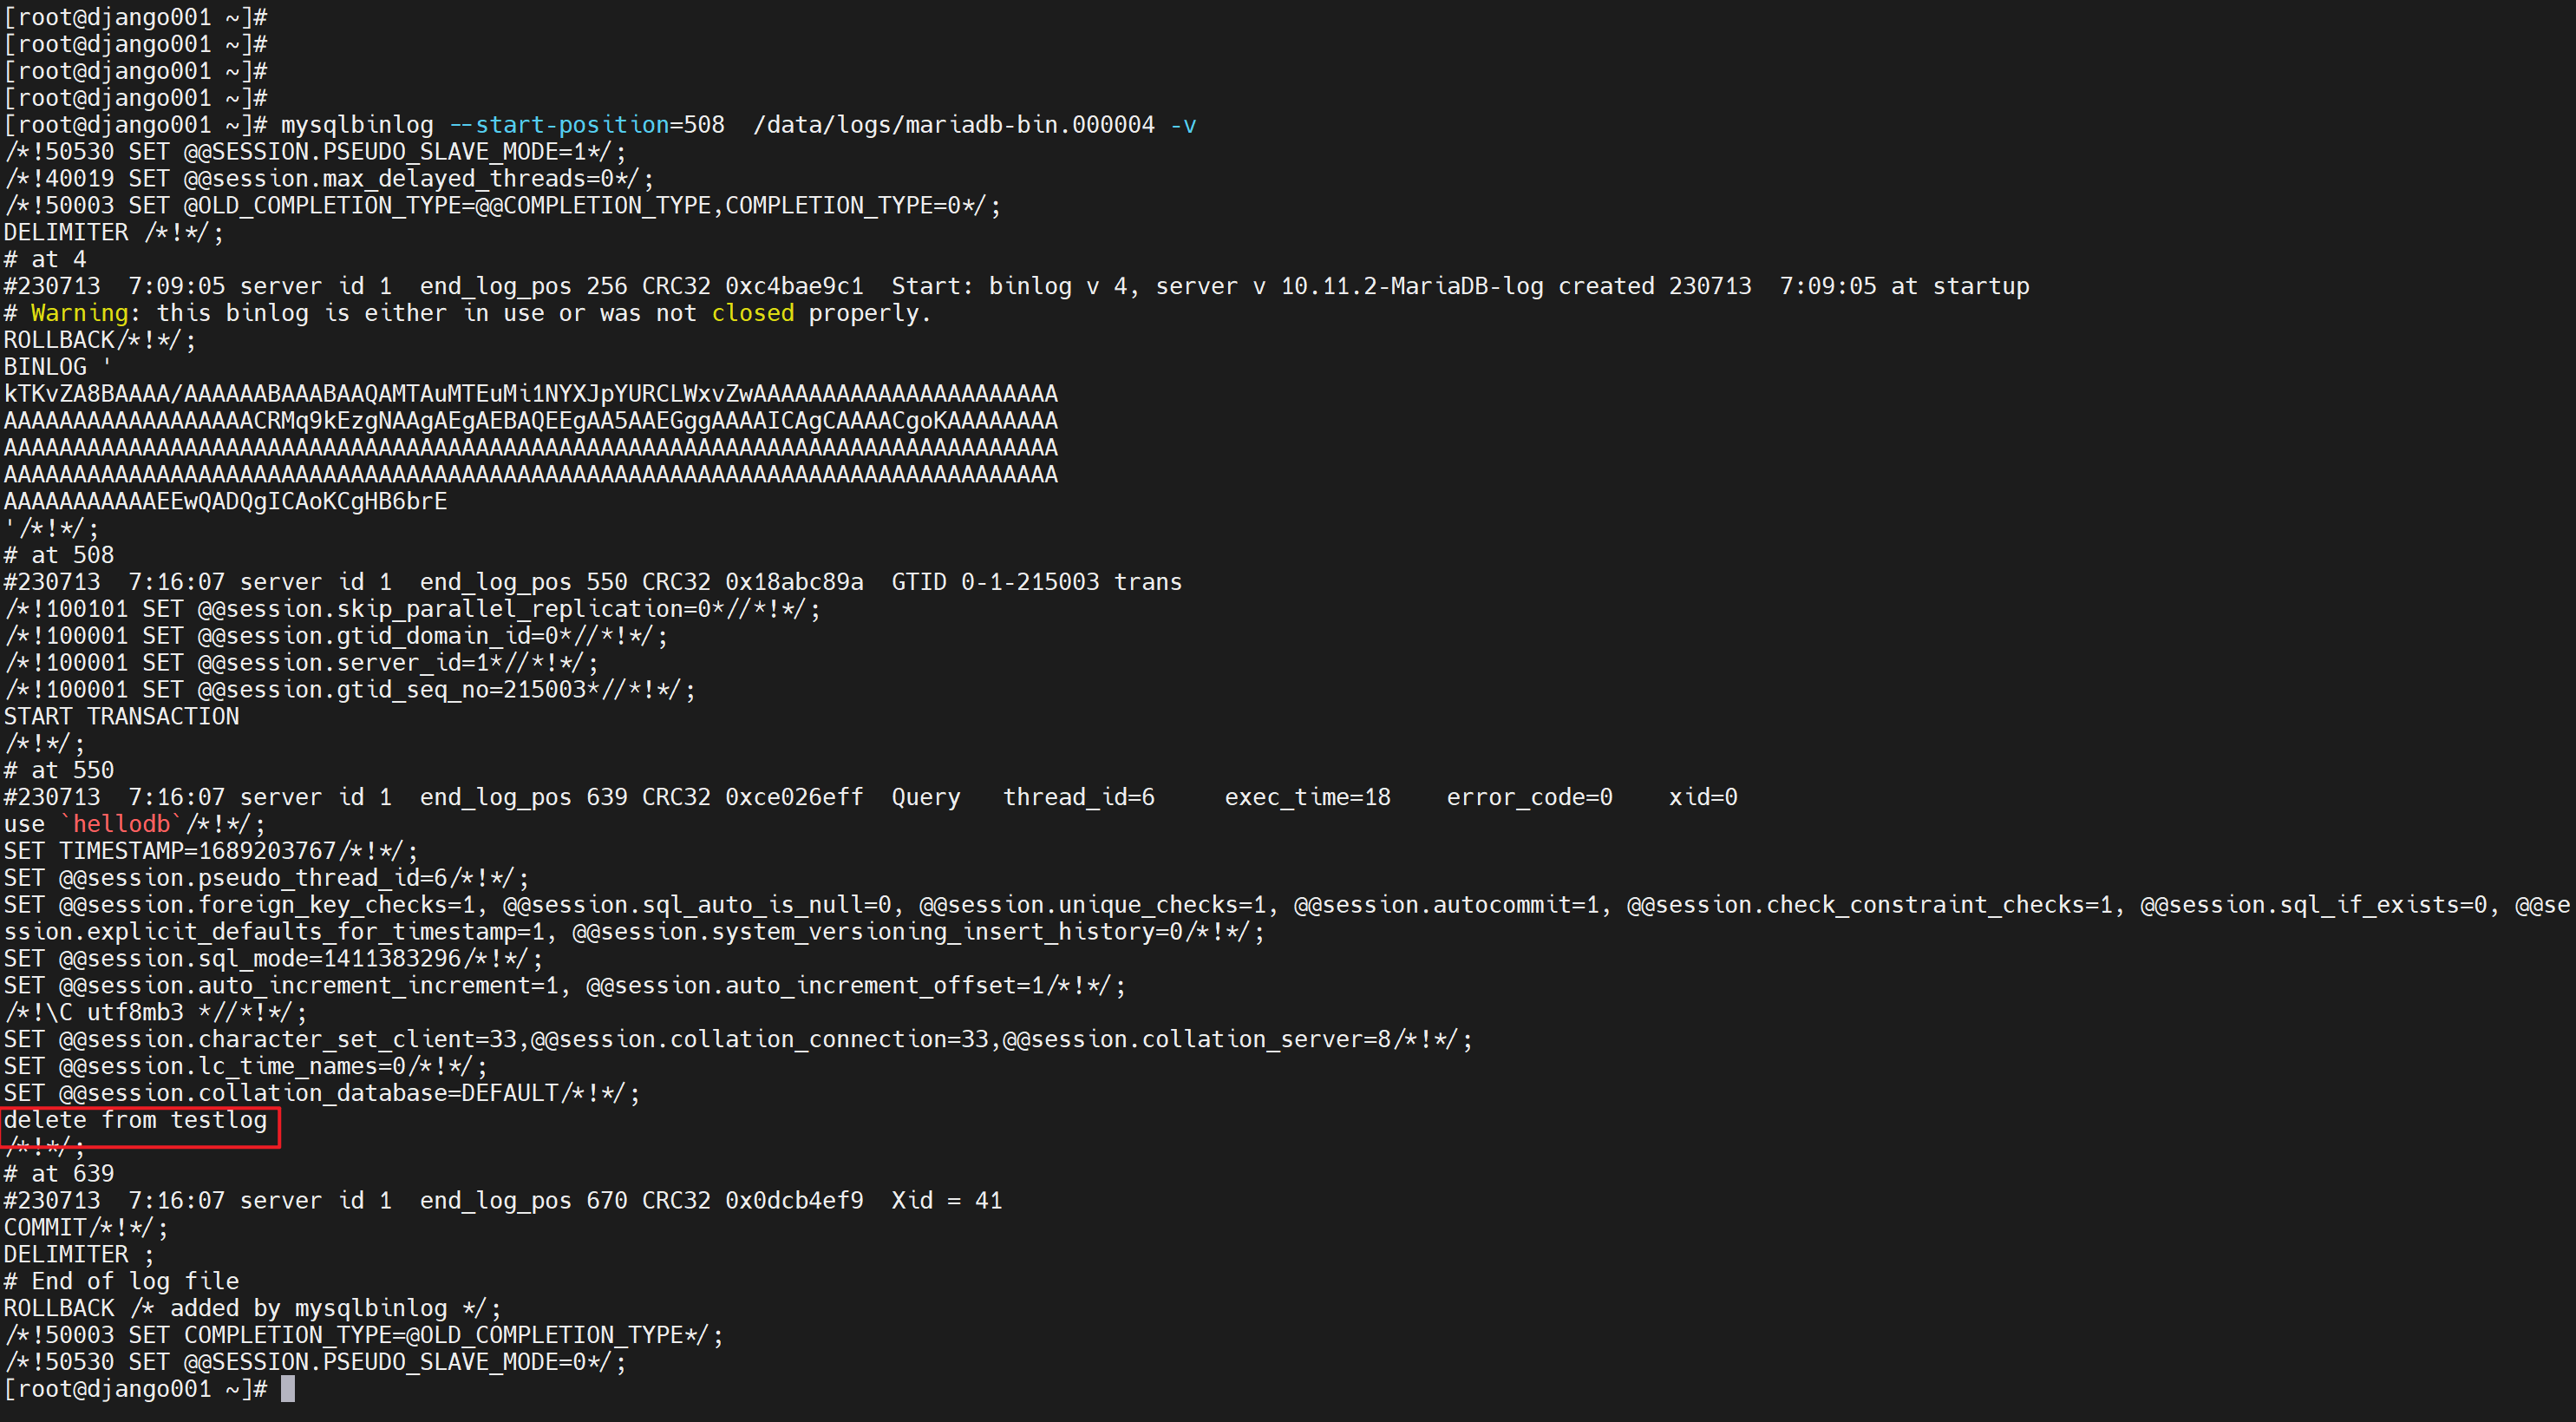 [root@django001 ~]#
[root@django001 ~]#
[root@django001 ~]#
[root@django001 ~]#
[root@django001 ~]# mysqlbinlog --start-position=508  /data/logs/mariadb-bin.000004 -v
/*!50530 SET @@SESSION.PSEUDO_SLAVE_MODE=1*/;
/*!40019 SET @@session.max_delayed_threads=0*/;
/*!50003 SET @OLD_COMPLETION_TYPE=@@COMPLETION_TYPE,COMPLETION_TYPE=0*/;
DELIMITER /*!*/;
# at 4
#230713  7:09:05 server id 1  end_log_pos 256 CRC32 0xc4bae9c1  Start: binlog v 4, server v 10.11.2-MariaDB-log created 230713  7:09:05 at startup
# Warning: this binlog is either in use or was not closed properly.
ROLLBACK/*!*/;
BINLOG '
kTKvZA8BAAAA/AAAAAABAAABAAQAMTAuMTEuMi1NYXJpYURCLWxvZwAAAAAAAAAAAAAAAAAAAAAA
AAAAAAAAAAAAAAAAAACRMq9kEzgNAAgAEgAEBAQEEgAA5AAEGggAAAAICAgCAAAACgoKAAAAAAAA
AAAAAAAAAAAAAAAAAAAAAAAAAAAAAAAAAAAAAAAAAAAAAAAAAAAAAAAAAAAAAAAAAAAAAAAAAAAA
AAAAAAAAAAAAAAAAAAAAAAAAAAAAAAAAAAAAAAAAAAAAAAAAAAAAAAAAAAAAAAAAAAAAAAAAAAAA
AAAAAAAAAAAEEwQADQgICAoKCgHB6brE
'/*!*/;
# at 508
#230713  7:16:07 server id 1  end_log_pos 550 CRC32 0x18abc89a  GTID 0-1-215003 trans
/*!100101 SET @@session.skip_parallel_replication=0*//*!*/;
/*!100001 SET @@session.gtid_domain_id=0*//*!*/;
/*!100001 SET @@session.server_id=1*//*!*/;
/*!100001 SET @@session.gtid_seq_no=215003*//*!*/;
START TRANSACTION
/*!*/;
# at 550
#230713  7:16:07 server id 1  end_log_pos 639 CRC32 0xce026eff  Query   thread_id=6     exec_time=18    error_code=0    xid=0
use `hellodb`/*!*/;
SET TIMESTAMP=1689203767/*!*/;
SET @@session.pseudo_thread_id=6/*!*/;
SET @@session.foreign_key_checks=1, @@session.sql_auto_is_null=0, @@session.unique_checks=1, @@session.autocommit=1, @@session.check_constraint_checks=1, @@session.sql_if_exists=0, @@se
ssion.explicit_defaults_for_timestamp=1, @@session.system_versioning_insert_history=0/*!*/;
SET @@session.sql_mode=1411383296/*!*/;
SET @@session.auto_increment_increment=1, @@session.auto_increment_offset=1/*!*/;
/*!\C utf8mb3 *//*!*/;
SET @@session.character_set_client=33,@@session.collation_connection=33,@@session.collation_server=8/*!*/;
SET @@session.lc_time_names=0/*!*/;
SET @@session.collation_database=DEFAULT/*!*/;
delete from testlog
/*!*/;
# at 639
#230713  7:16:07 server id 1  end_log_pos 670 CRC32 0x0dcb4ef9  Xid = 41
COMMIT/*!*/;
DELIMITER ;
# End of log file
ROLLBACK /* added by mysqlbinlog */;
/*!50003 SET COMPLETION_TYPE=@OLD_COMPLETION_TYPE*/;
/*!50530 SET @@SESSION.PSEUDO_SLAVE_MODE=0*/;
[root@django001 ~]#